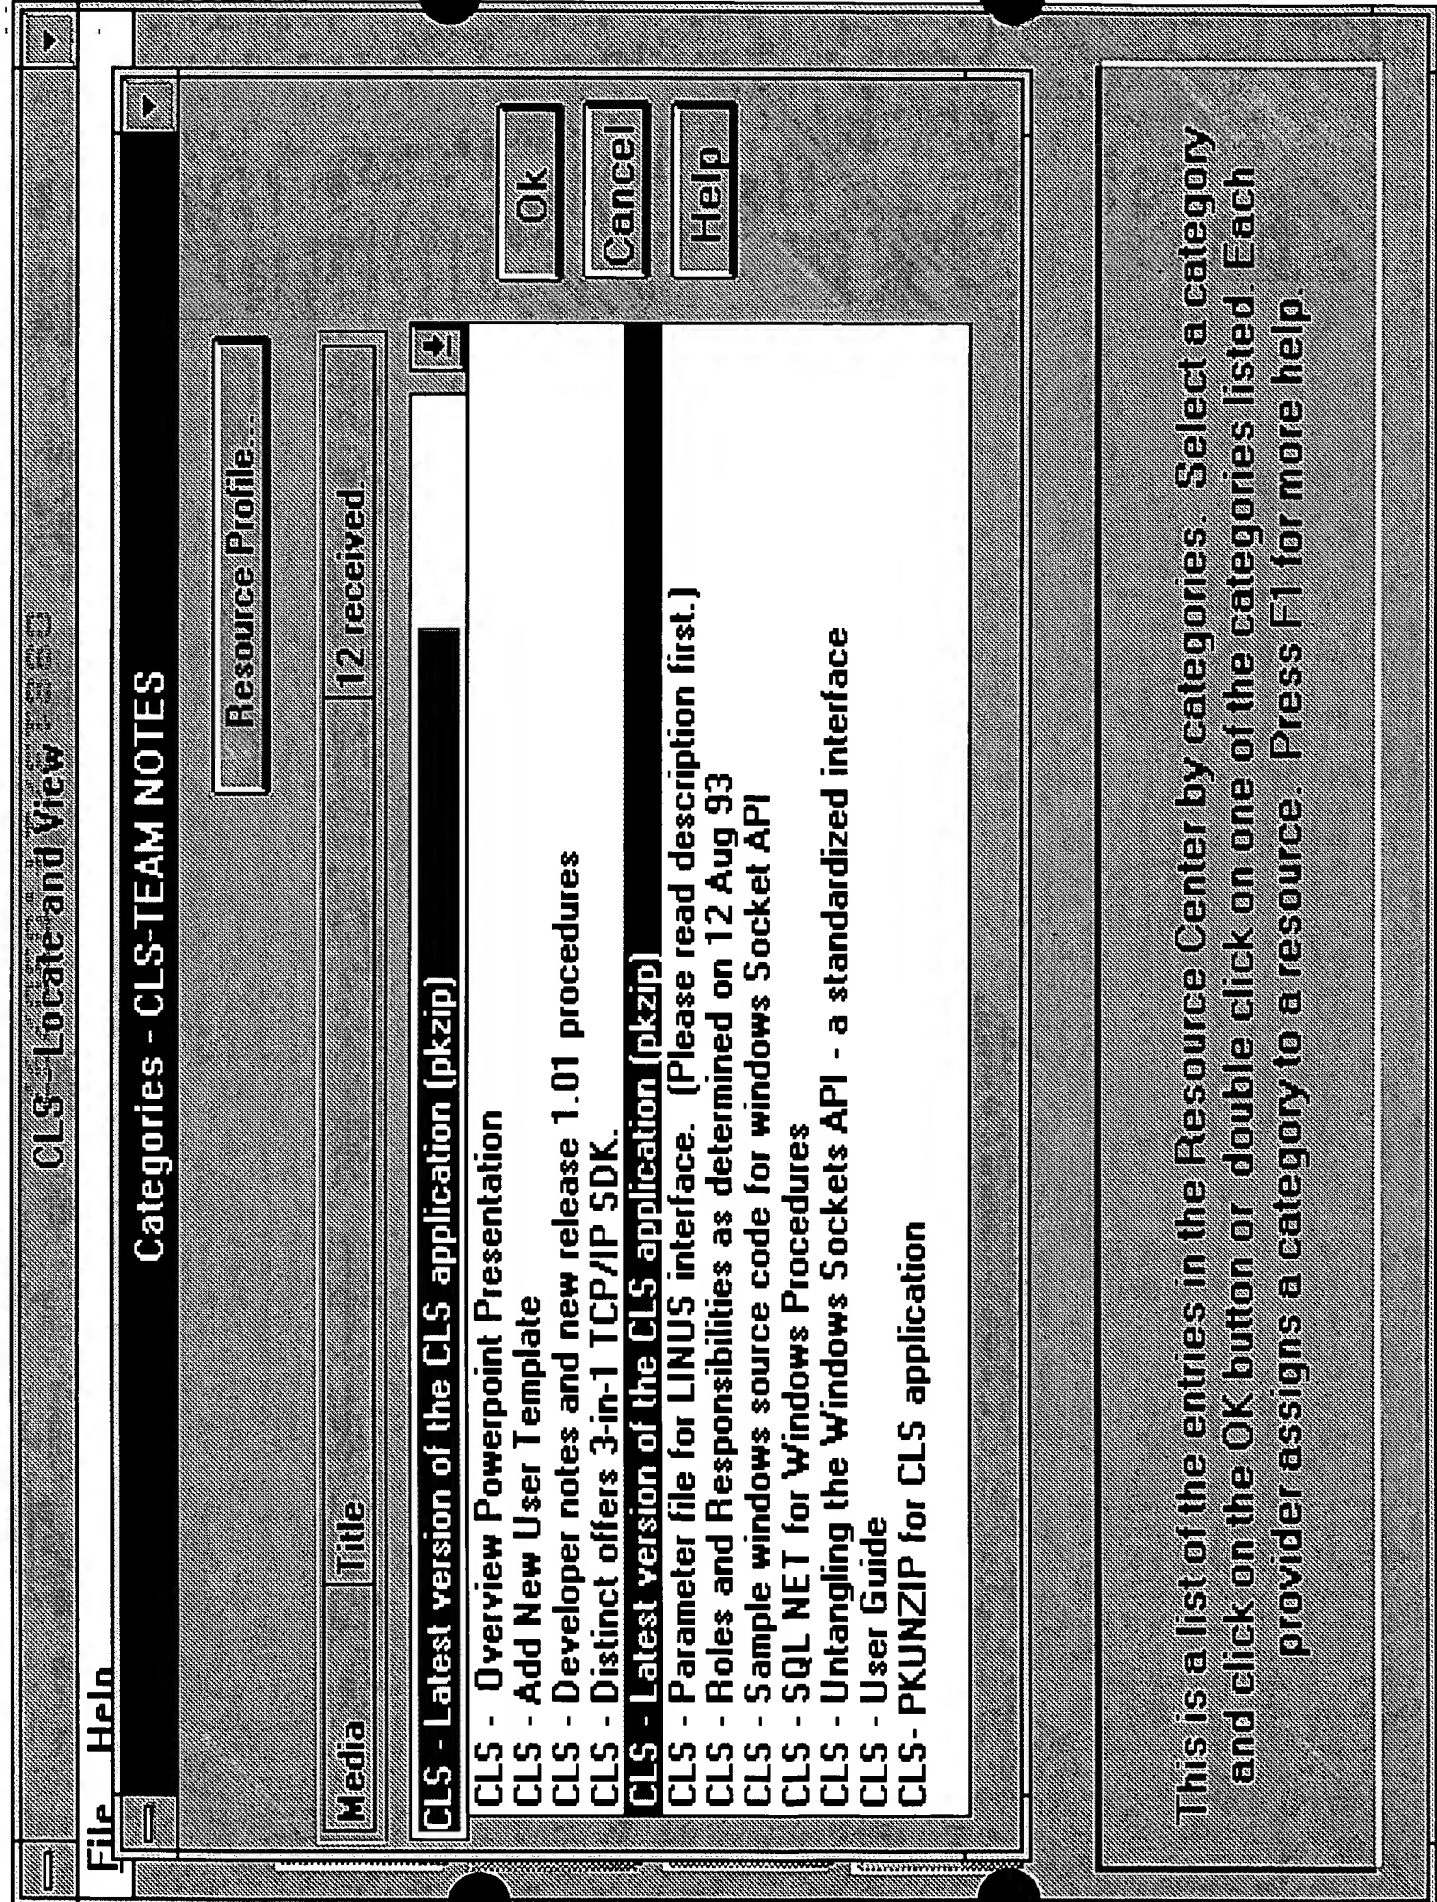 CLS--Locate and View
File Help
Categories - CLS-TEAM NOTES
Resource Profile...
Media Title 12 received.
CLS - Latest version of the CLS application (pkzip)
CLS - Overview Powerpoint Presentation
CLS - Add New User Template
CLS - Developer notes and new release 1.01 procedures
CLS - Distinct offers 3-in-1 TCP/IP SDK.
CLS - Latest version of the CLS application (pkzip)
CLS - Parameter file for LINUS interface. (Please read description first.)
CLS - Roles and Responsibilities as determined on 12 Aug 93
CLS - Sample windows source code for windows Socket API
CLS - SQL NET for Windows Procedures
CLS - Untangling the Windows Sockets API - a standardized interface
CLS - User Guide
CLS- PKUNZIP for CLS application
Ok
Cancel
Help
This is a list of the entries in the Resource Center by categories. Select a category
and click on the OK button or double click on one of the categories listed. Each
provider assigns a category to a resource. Press F1 for more help.